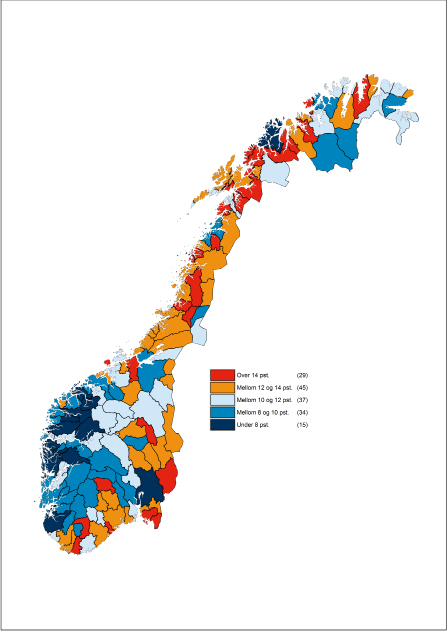 Over 14 pst. (29)
Mellom 12 og 14 pst. (45)
Mellom 10 og 12 pst. (37)
Mellom 8 og 10 pst. (34)
Under 8 pst. (15)